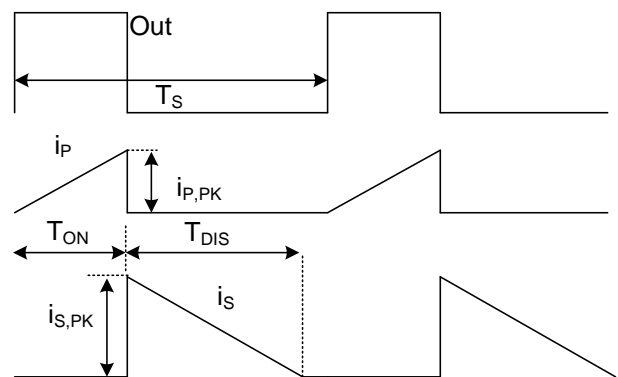 Out
T_S
i_P
i_P,PK
T_ON
T_DIS
i_S,PK
i_S